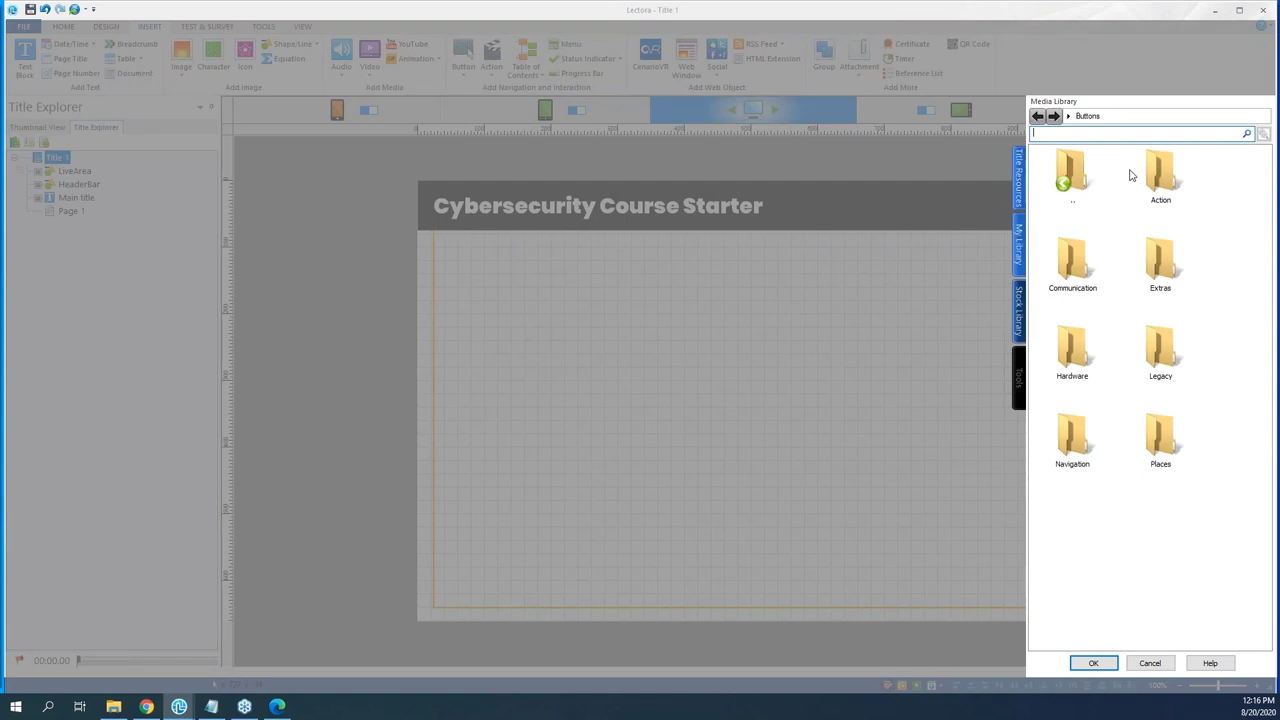 Lectora - Title 1
FILE HOME DESIGN INSERT TEST & SURVEY TOOLS VIEW
Text Block
Date/Time
Page Title
Page Number
Breadcrumb
Table
Document
Add Text
Image
Character
Icon
Shape/Line
Equation
Add Image
Audio
Video
YouTube
Animation
Add Media
Button
Action
Table of Contents
Menu
Status Indicator
Progress Bar
Add Navigation and Interaction
CenarioVR
Web Window
Social
RSS Feed
HTML Extension
Add Web Object
Group
Attachment
Certificate
Timer
Reference List
QR Code
Add More
Title Explorer
Thumbnail View Title Explorer
Title 1
LiveArea
HeaderBar
Main title
Page 1
00:00.00
Cybersecurity Course Starter
Title Resources
My Library
Stock Library
Tools
Media Library
Buttons
..
Action
Communication
Extras
Hardware
Legacy
Navigation
Places
OK Cancel Help
100%
12:16 PM
8/20/2020